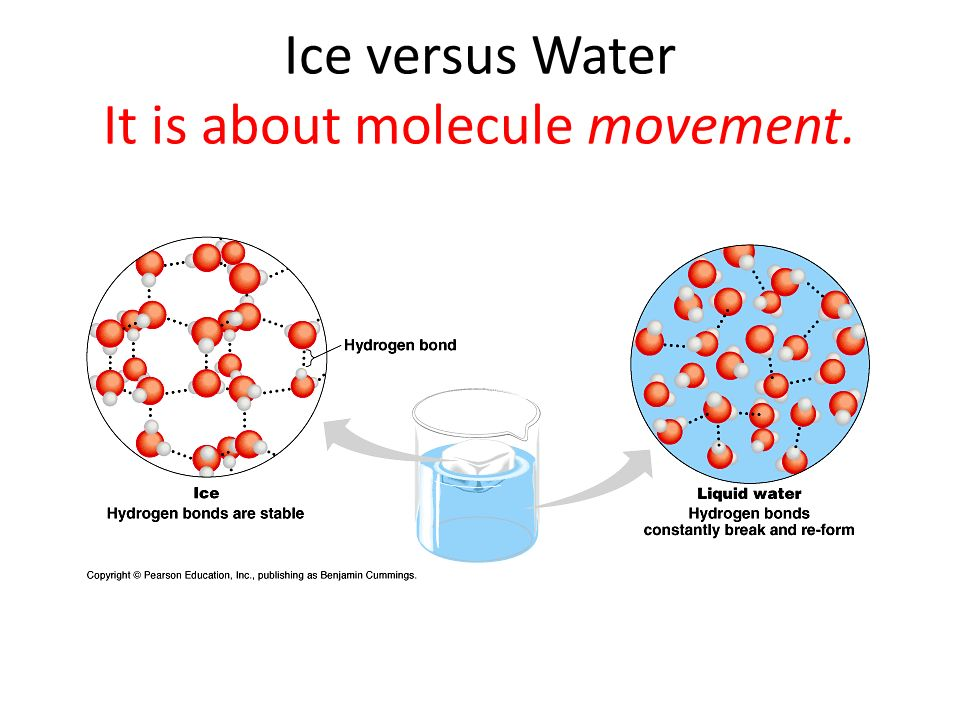 Ice versus Water
It is about molecule movement.
Hydrogen bond
Ice
Hydrogen bonds are stable
Liquid water
Hydrogen bonds
constantly break and re-form
Copyright © Pearson Education, Inc., publishing as Benjamin Cummings.